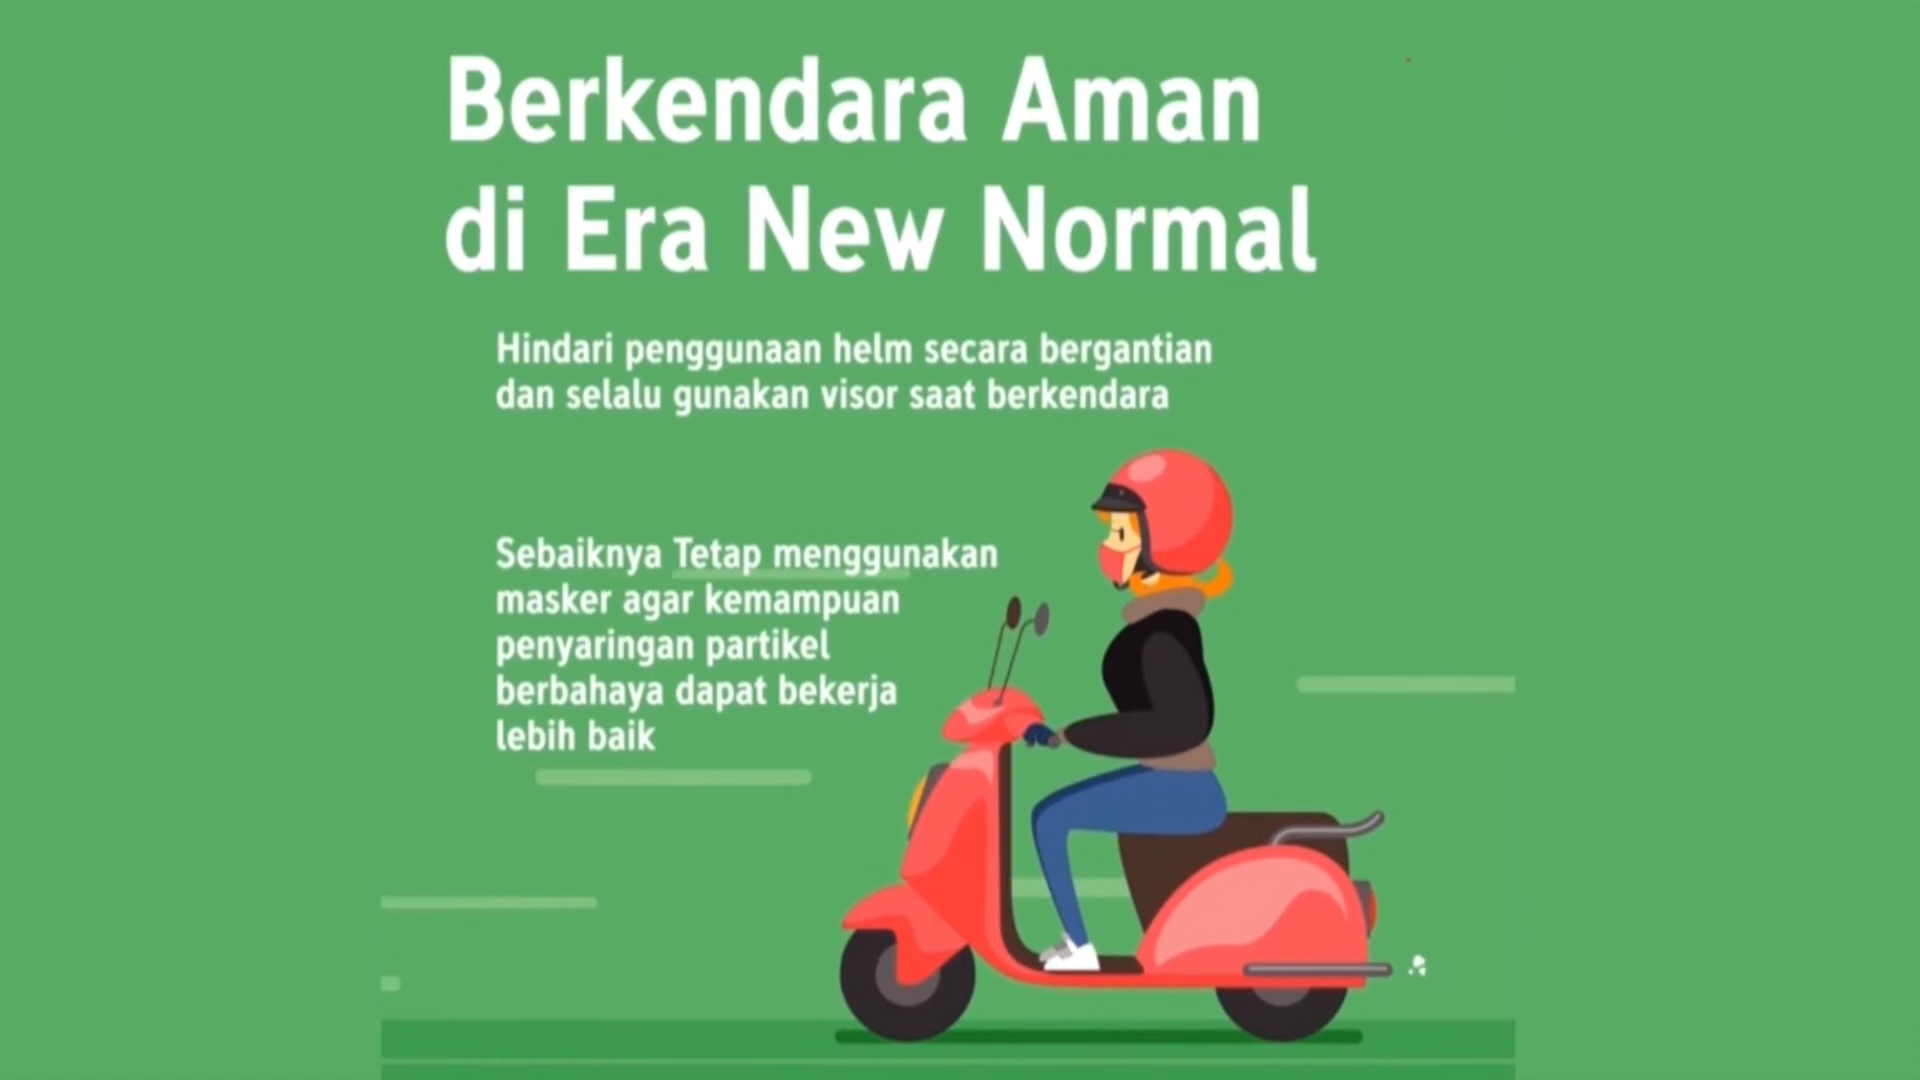 Berkendara Aman
di Era New Normal
Hindari penggunaan helm secara bergantian
dan selalu gunakan visor saat berkendara
Sebaiknya Tetap menggunakan
masker agar kemampuan
penyaringan partikel
berbahaya dapat bekerja
lebih baik